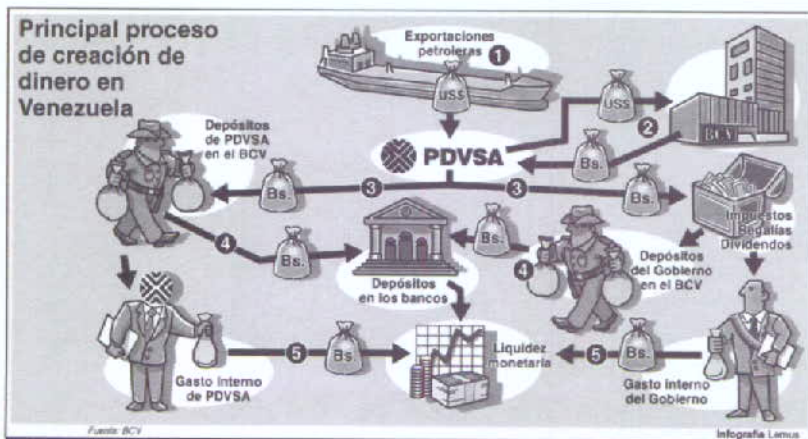 Principal proceso
de creación de
dinero en
Venezuela
Exportaciones
petroleras 1
US$
US$
2
BCV
Bs.
PDVSA
Depósitos
de PDVSA
en el BCV
Bs.
3
3
Bs.
Impuestos
Regalías
Dividendos
4
Bs.
Bs.
4
Depósitos
del Gobierno
en el BCV
Depósitos
en los bancos
5
Bs.
Liquidez
monetaria
5
Bs.
Gasto Interno
de PDVSA
Gasto interno
del Gobierno
Fuente: BCV
Infografía Lemus